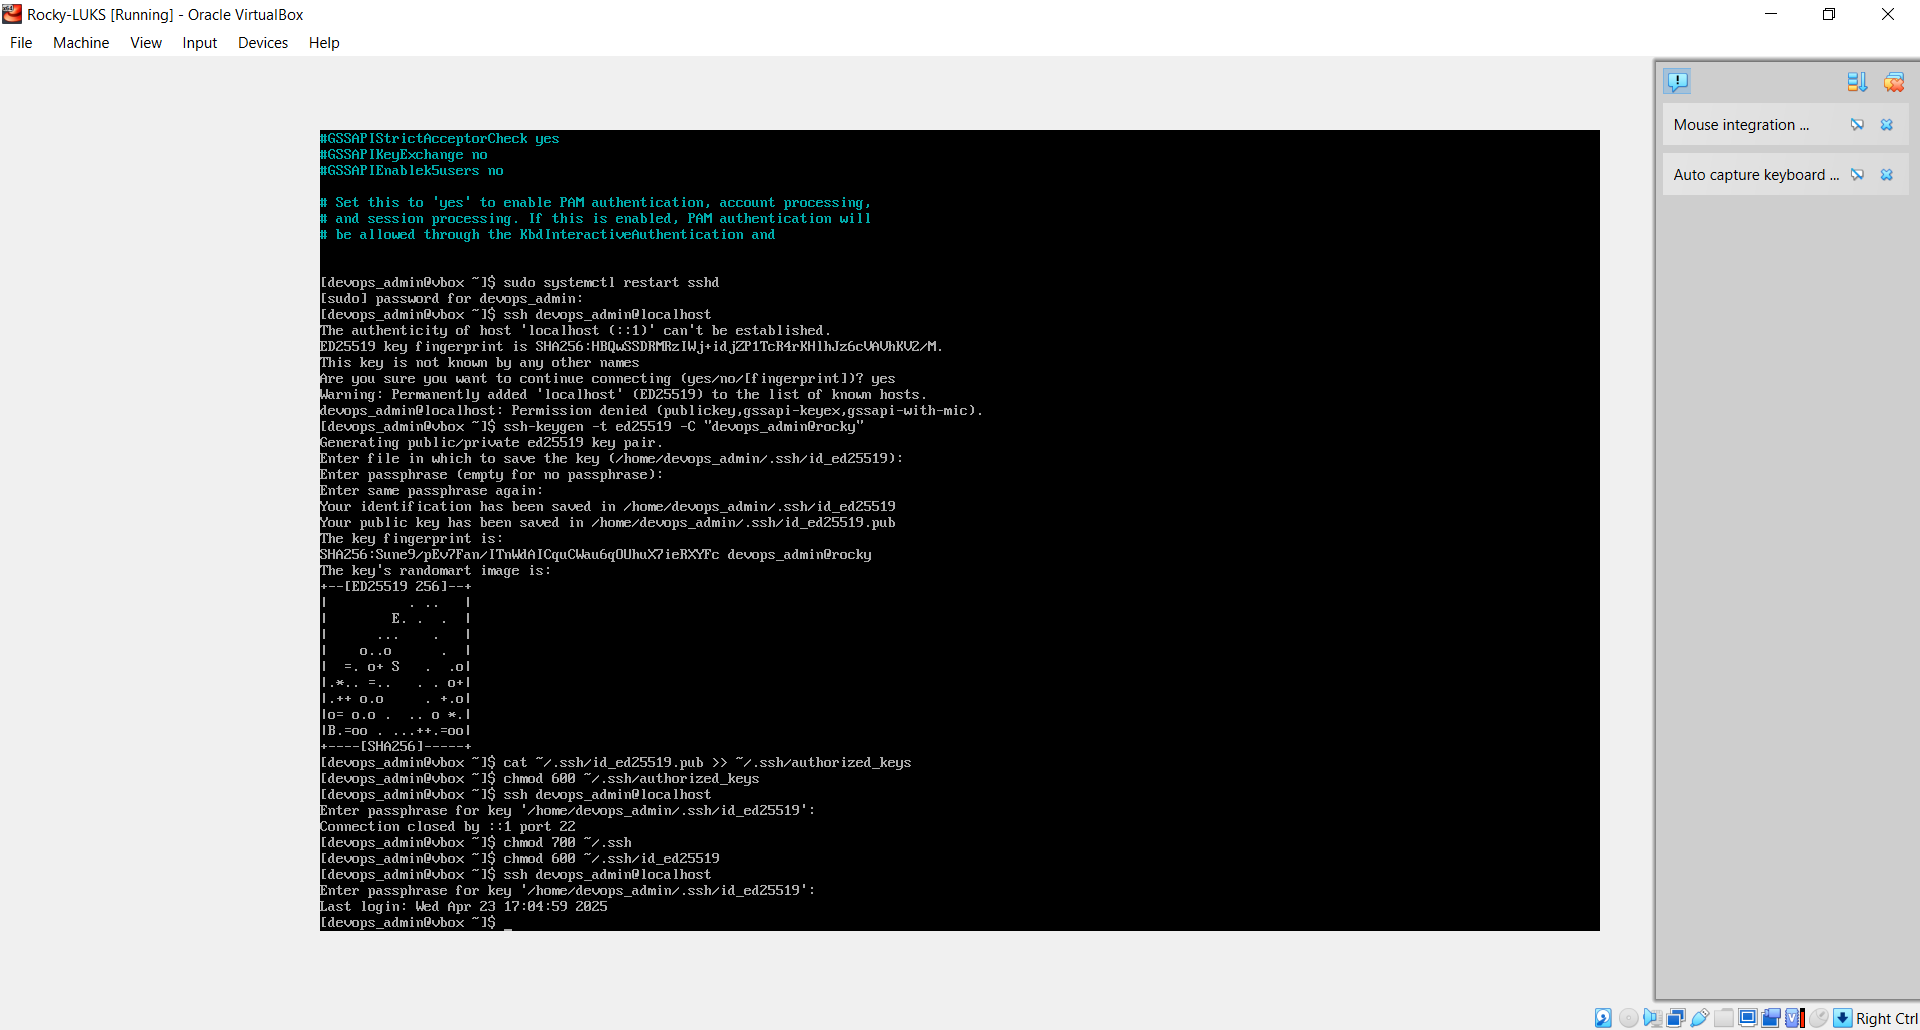 Rocky-LUKS [Running] - Oracle VirtualBox
File Machine View Input Devices Help
Mouse integration ...
Auto capture keyboard ...
#GSSAPIStrictAcceptorCheck yes
#GSSAPIKeyExchange no
#GSSAPIEnablek5users no
# Set this to 'yes' to enable PAM authentication, account processing,
# and session processing. If this is enabled, PAM authentication will
# be allowed through the KbdInteractiveAuthentication and
[devops_admin@vbox ~]$ sudo systemctl restart sshd
[sudo] password for devops_admin:
[devops_admin@vbox ~]$ ssh devops_admin@localhost
The authenticity of host 'localhost (::1)' can't be established.
ED25519 key fingerprint is SHA256:HBQwSSDRMRzIWj+idjZP1TcR4rKHlhJz6cVAVhKV2/M.
This key is not known by any other names
Are you sure you want to continue connecting (yes/no/[fingerprint])? yes
Warning: Permanently added 'localhost' (ED25519) to the list of known hosts.
devops_admin@localhost: Permission denied (publickey,gssapi-keyex,gssapi-with-mic).
[devops_admin@vbox ~]$ ssh-keygen -t ed25519 -C "devops_admin@rocky"
Generating public/private ed25519 key pair.
Enter file in which to save the key (/home/devops_admin/.ssh/id_ed25519):
Enter passphrase (empty for no passphrase):
Enter same passphrase again:
Your identification has been saved in /home/devops_admin/.ssh/id_ed25519
Your public key has been saved in /home/devops_admin/.ssh/id_ed25519.pub
The key fingerprint is:
SHA256:Sune9/pEv7Fan/ITnWdAICquCWau6qOUhuX7ieRXYFc devops_admin@rocky
The key's randomart image is:
+--[ED25519 256]--+
|          . ..   |
|        E. .  .  |
|      ...    .   |
|    o..o      .  |
|  =. o+ S   .  .o|
|.*.. =..   . . o+|
|.++ o.o     . +.o|
|o= o.o .  .. o *.|
|B.=oo . ...++.=oo|
+----[SHA256]-----+
[devops_admin@vbox ~]$ cat ~/.ssh/id_ed25519.pub >> ~/.ssh/authorized_keys
[devops_admin@vbox ~]$ chmod 600 ~/.ssh/authorized_keys
[devops_admin@vbox ~]$ ssh devops_admin@localhost
Enter passphrase for key '/home/devops_admin/.ssh/id_ed25519':
Connection closed by ::1 port 22
[devops_admin@vbox ~]$ chmod 700 ~/.ssh
[devops_admin@vbox ~]$ chmod 600 ~/.ssh/id_ed25519
[devops_admin@vbox ~]$ ssh devops_admin@localhost
Enter passphrase for key '/home/devops_admin/.ssh/id_ed25519':
Last login: Wed Apr 23 17:04:59 2025
[devops_admin@vbox ~]$ _
Right Ctrl